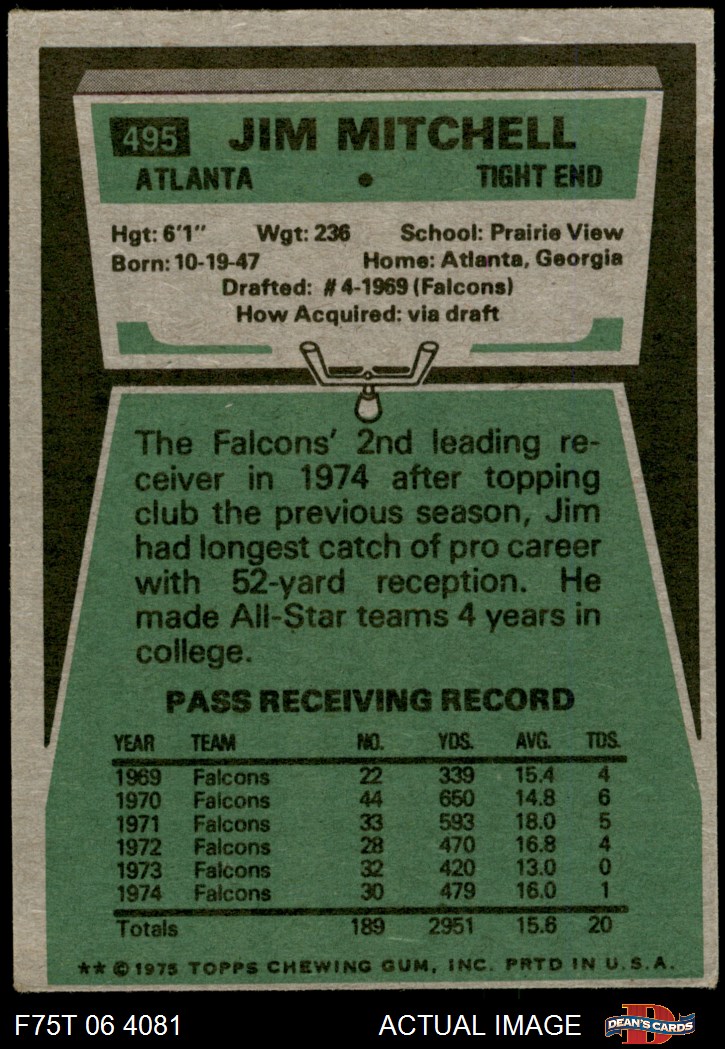 495 JIM MITCHELL
ATLANTA • TIGHT END
Hgt: 6'1" Wgt: 236 School: Prairie View
Born: 10-19-47 Home: Atlanta, Georgia
Drafted: #4-1969 (Falcons)
How Acquired: via draft
The Falcons' 2nd leading re-
ceiver in 1974 after topping
club the previous season, Jim
had longest catch of pro career
with 52-yard reception. He
made All-Star teams 4 years in
college.
PASS RECEIVING RECORD
YEAR TEAM NO. YDS. AVG. TDS.
1969 Falcons 22 339 15.4 4
1970 Falcons 44 650 14.8 6
1971 Falcons 33 593 18.0 5
1972 Falcons 28 470 16.8 4
1973 Falcons 32 420 13.0 0
1974 Falcons 30 479 16.0 1
Totals 189 2951 15.6 20
** © 1975 TOPPS CHEWING GUM, INC. PRTD IN U.S.A.
F75T 06 4081 ACTUAL IMAGE D DEAN'S CARDS